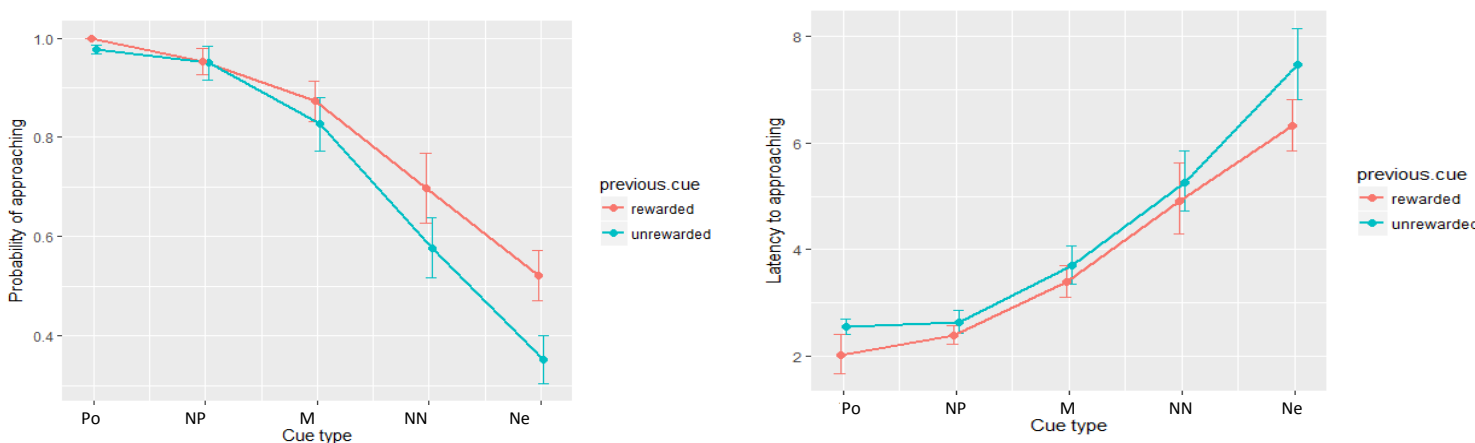 Probability of approaching
1.0
0.8
0.6
0.4
Po NP M NN Ne
Cue type
previous.cue
rewarded
unrewarded
Latency to approaching
8
6
4
2
Po NP M NN Ne
Cue type
previous.cue
rewarded
unrewarded